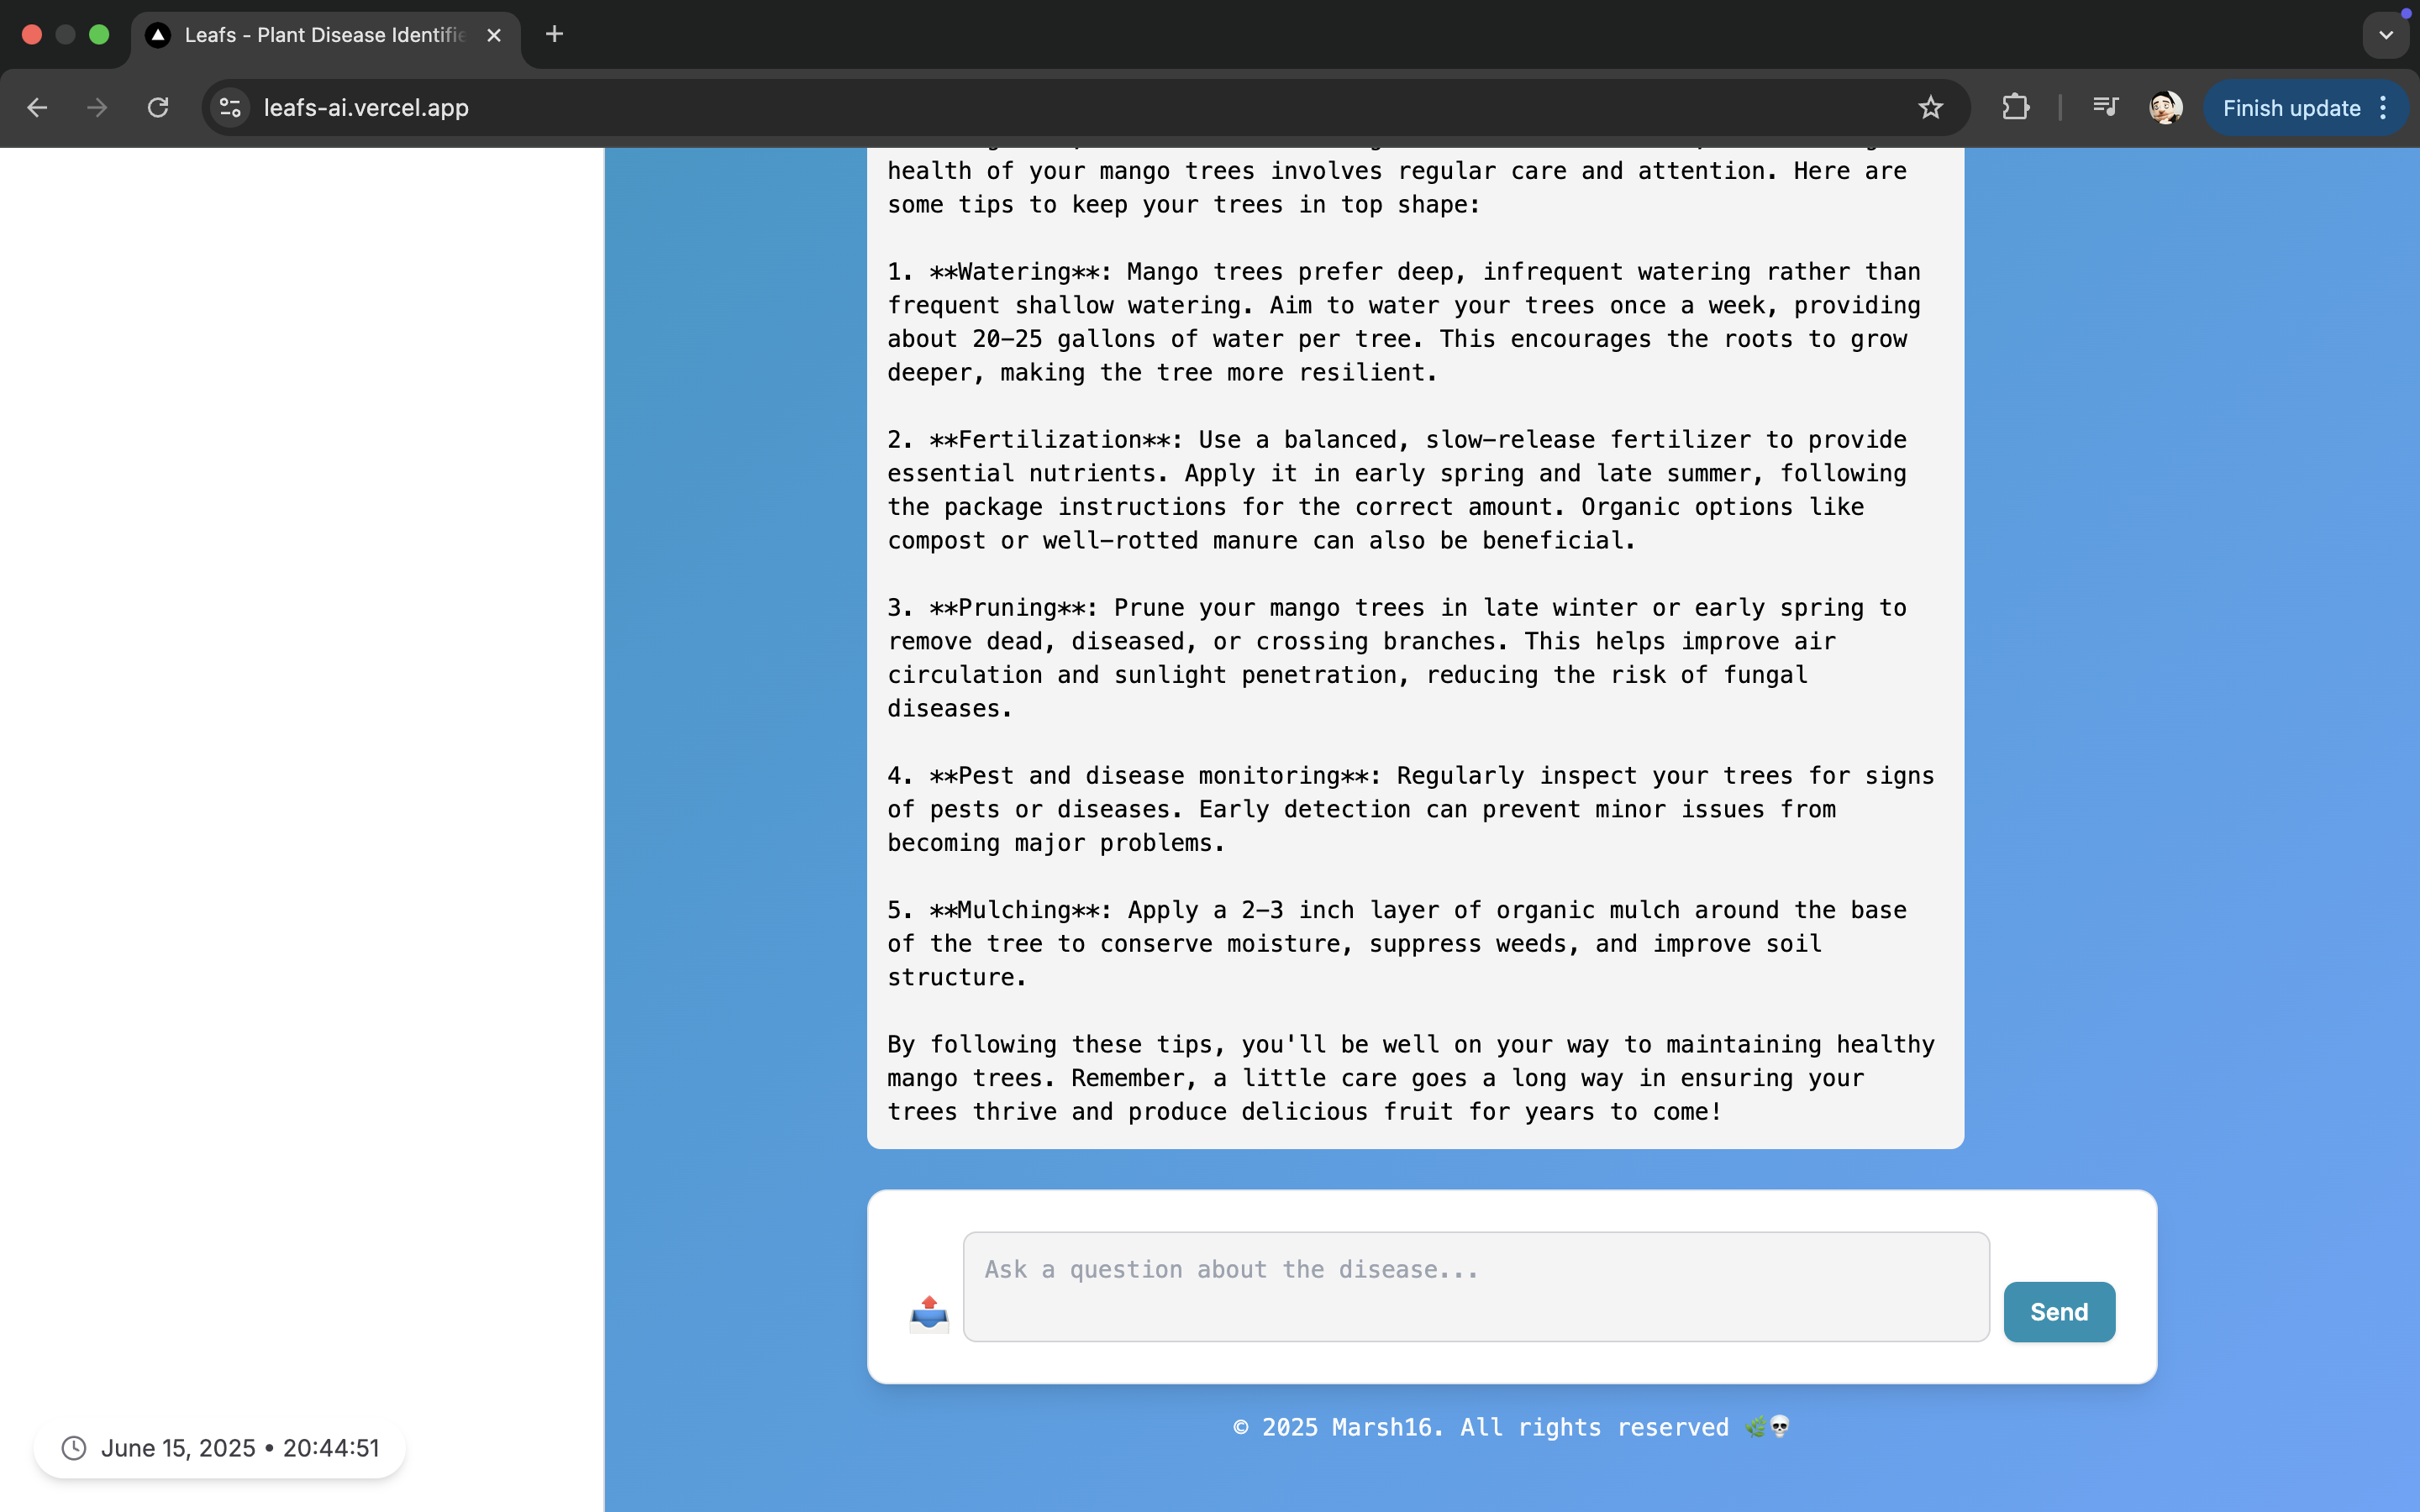 Leafs - Plant Disease Identifie
leafs-ai.vercel.app
Finish update
health of your mango trees involves regular care and attention. Here are
some tips to keep your trees in top shape:
1. **Watering**: Mango trees prefer deep, infrequent watering rather than
frequent shallow watering. Aim to water your trees once a week, providing
about 20-25 gallons of water per tree. This encourages the roots to grow
deeper, making the tree more resilient.
2. **Fertilization**: Use a balanced, slow-release fertilizer to provide
essential nutrients. Apply it in early spring and late summer, following
the package instructions for the correct amount. Organic options like
compost or well-rotted manure can also be beneficial.
3. **Pruning**: Prune your mango trees in late winter or early spring to
remove dead, diseased, or crossing branches. This helps improve air
circulation and sunlight penetration, reducing the risk of fungal
diseases.
4. **Pest and disease monitoring**: Regularly inspect your trees for signs
of pests or diseases. Early detection can prevent minor issues from
becoming major problems.
5. **Mulching**: Apply a 2-3 inch layer of organic mulch around the base
of the tree to conserve moisture, suppress weeds, and improve soil
structure.
By following these tips, you'll be well on your way to maintaining healthy
mango trees. Remember, a little care goes a long way in ensuring your
trees thrive and produce delicious fruit for years to come!
Ask a question about the disease...
Send
© 2025 Marsh16. All rights reserved 🌿💀
June 15, 2025 • 20:44:51